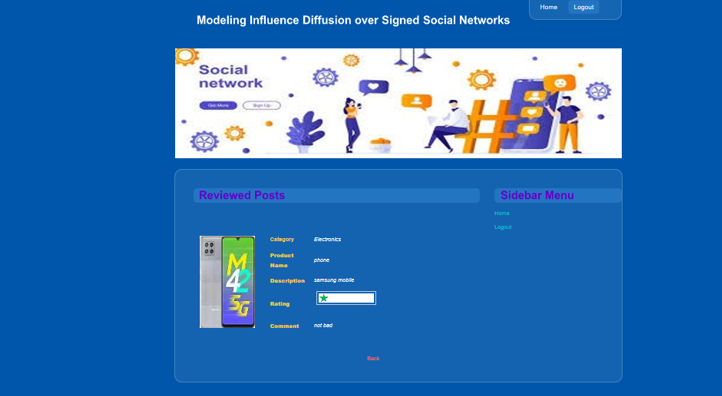 Home Logout
Modeling Influence Diffusion over Signed Social Networks
Social
network
Get More Sign Up
Reviewed Posts
Sidebar Menu
Home
Logout
Category Electronics
Product
Name phone
Description samsung mobile
Rating
Comment not bad
M
42
5G
Back